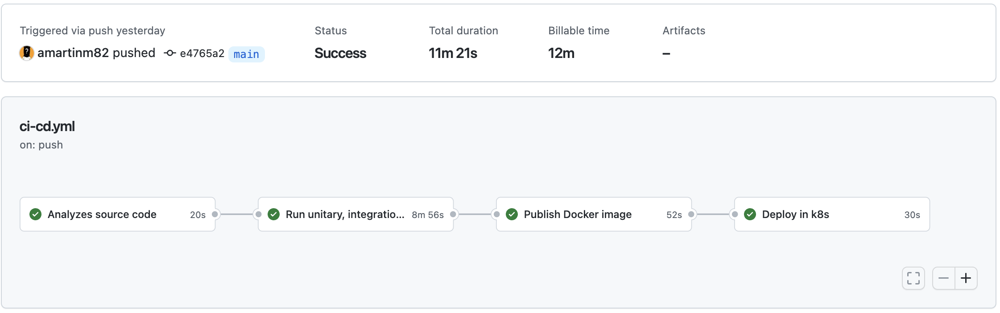 Triggered via push yesterday
amartinm82 pushed e4765a2 main
Status
Success
Total duration
11m 21s
Billable time
12m
Artifacts
–
ci-cd.yml
on: push
Analyzes source code 20s
Run unitary, integratio... 8m 56s
Publish Docker image 52s
Deploy in k8s 30s